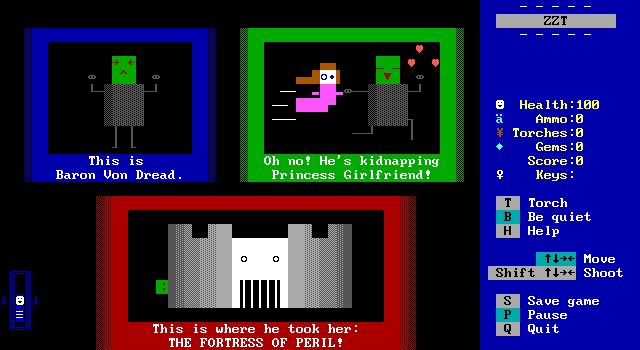 ZZT
This is
Baron Von Dread.
Oh no! He's kidnapping
Princess Girlfriend!
This is where he took her:
THE FORTRESS OF PERIL!
Health:100
Ammo:0
Torches:0
Gems:0
Score:0
Keys:
T Torch
B Be quiet
H Help
↑↓→← Move
Shift ↑↓→← Shoot
S Save game
P Pause
Q Quit